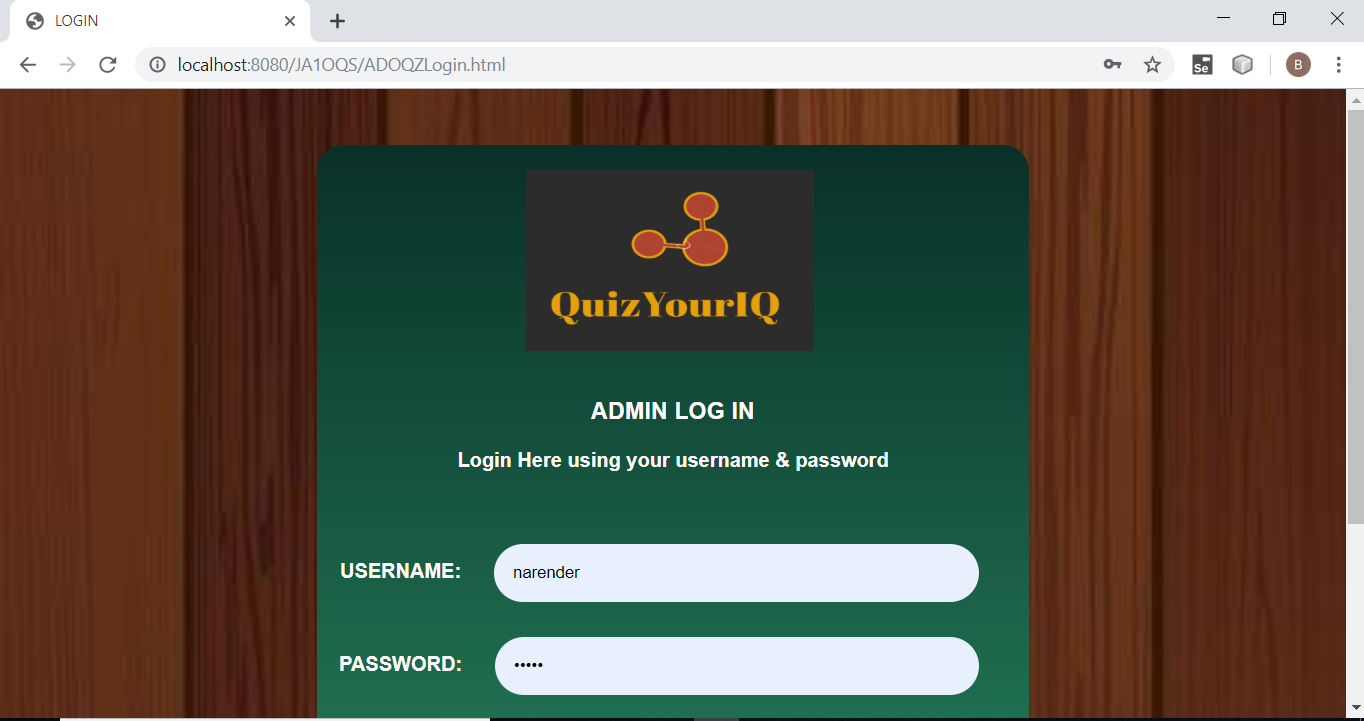 LOGIN
localhost:8080/JA1OQS/ADOQZLogin.html
Se
B
QuizYourIQ
ADMIN LOG IN
Login Here using your username & password
USERNAME: narender
PASSWORD: •••••